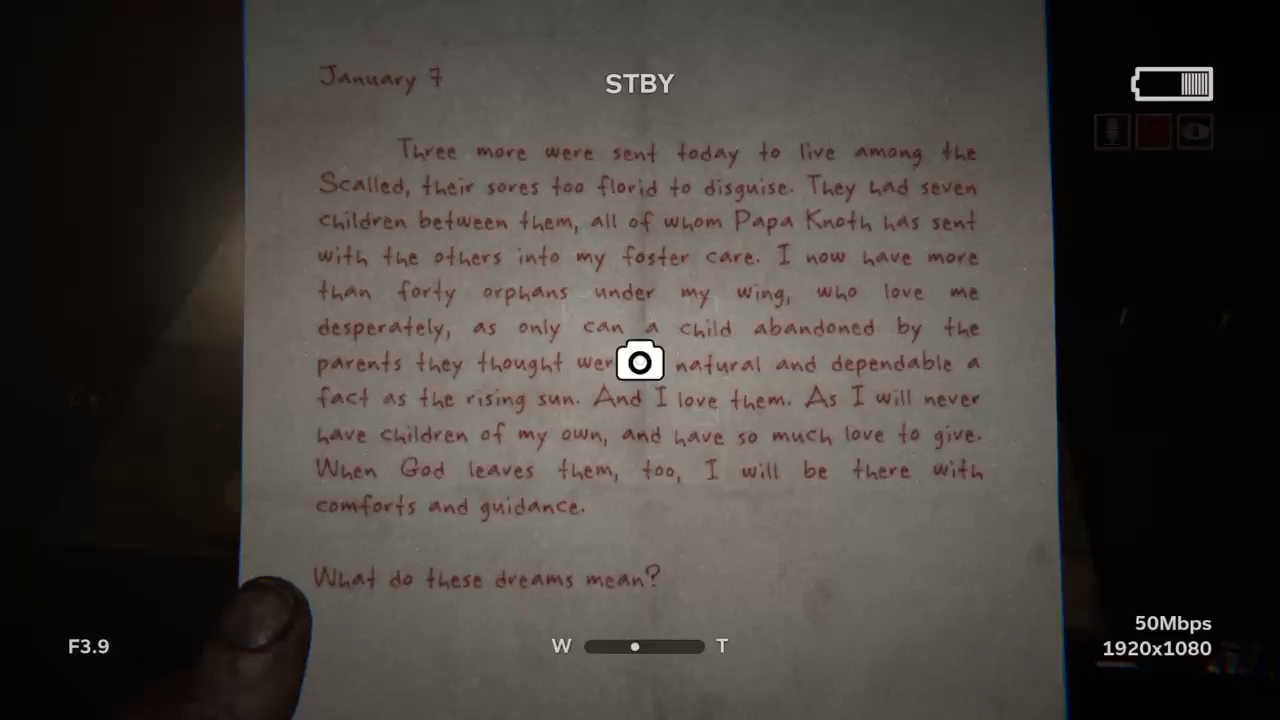 January 7
STBY
Three more were sent today to live among the
Scalled, their sores too florid to disguise. They had seven
children between them, all of whom Papa Knoth has sent
with the others into my foster care. I now have more
than forty orphans under my wing, who love me
desperately, as only can a child abandoned by the
parents they thought wer natural and dependable a
fact as the rising sun. And I love them. As I will never
have children of my own, and have so much love to give.
When God leaves them, too, I will be there with
comforts and guidance.
What do these dreams mean?
F3.9
W T
50Mbps
1920x1080